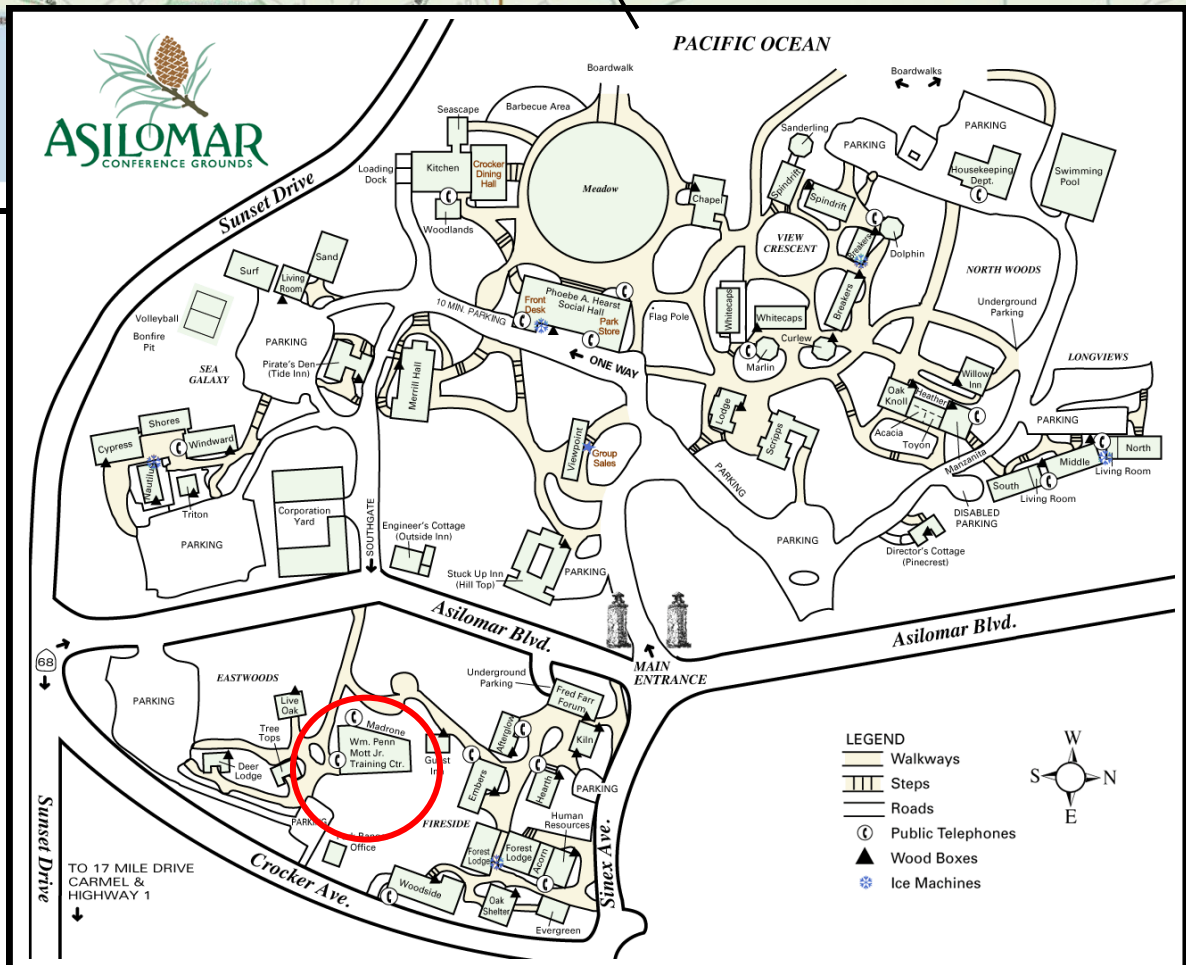 PACIFIC OCEAN
ASILOMAR
CONFERENCE GROUNDS
Boardwalk
Boardwalks
Barbecue Area
Seascape
Loading
Dock
Kitchen
Crocker
Dining
Hall
Woodlands
Meadow
Chapel
Sanderling
Spindrift
Spindrift
PARKING
PARKING
Housekeeping
Dept.
Swimming
Pool
VIEW
CRESCENT
Breakers
Dolphin
Breakers
NORTH WOODS
Underground
Parking
Sunset Drive
Surf
Living
Room
Sand
Volleyball
Bonfire
Pit
PARKING
SEA
GALAXY
Pirate's Den
(Tide Inn)
10 MIN. PARKING
Front
Desk
Phoebe A. Hearst
Social Hall
Park
Store
Flag Pole
ONE WAY
Merrill Hall
Whitecaps
Whitecaps
Curlew
Marlin
Lodge
Scripps
Oak
Knoll
Heather
Willow
Inn
Acacia
Toyon
Manzanita
LONGVIEWS
PARKING
North
Middle
Living Room
South
Living Room
DISABLED
PARKING
Director's Cottage
(Pinecrest)
PARKING
PARKING
Viewpoint
Group
Sales
Shores
Cypress
Windward
Nautilus
Triton
PARKING
Corporation
Yard
SOUTHGATE
Engineer's Cottage
(Outside Inn)
Stuck Up Inn
(Hill Top)
PARKING
Asilomar Blvd.
Asilomar Blvd.
MAIN
ENTRANCE
68
PARKING
EASTWOODS
Live
Oak
Tree
Tops
Deer
Lodge
Madrone
Wm. Penn
Mott Jr.
Training Ctr.
Guest
Inn
PARKING
Office
Underground
Parking
Fred Farr
Forum
Afterglow
Kiln
Embers
Hearth
PARKING
FIRESIDE
Human
Resources
Forest
Lodge
Forest
Lodge
Acorn
Woodside
Oak
Shelter
Evergreen
Sinex Ave.
Crocker Ave.
Sunset Drive
TO 17 MILE DRIVE
CARMEL &
HIGHWAY 1
LEGEND
Walkways
Steps
Roads
Public Telephones
Wood Boxes
Ice Machines
W
S
N
E